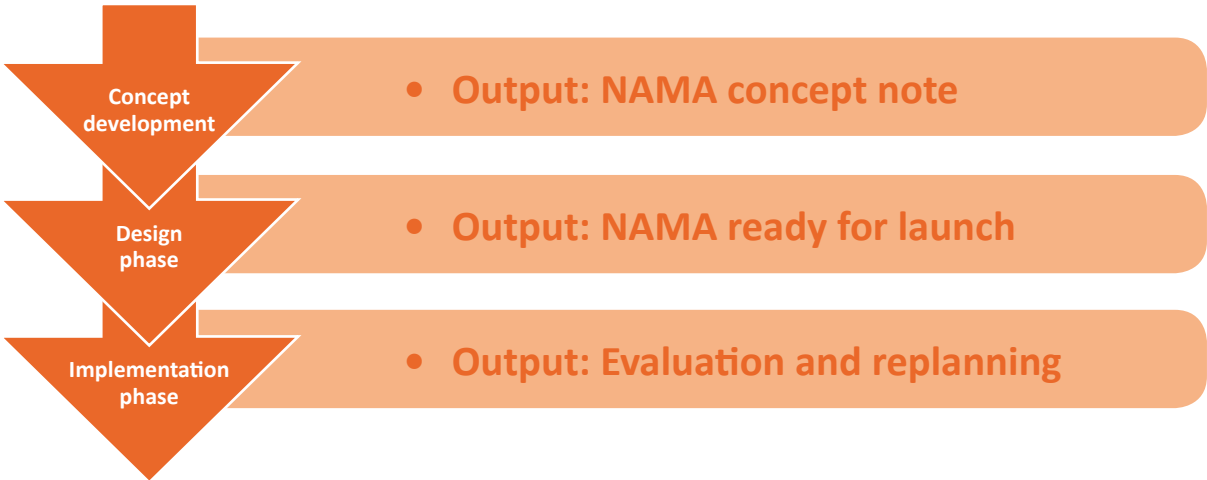 Concept
development
• Output: NAMA concept note
Design
phase
• Output: NAMA ready for launch
Implementation
phase
• Output: Evaluation and replanning